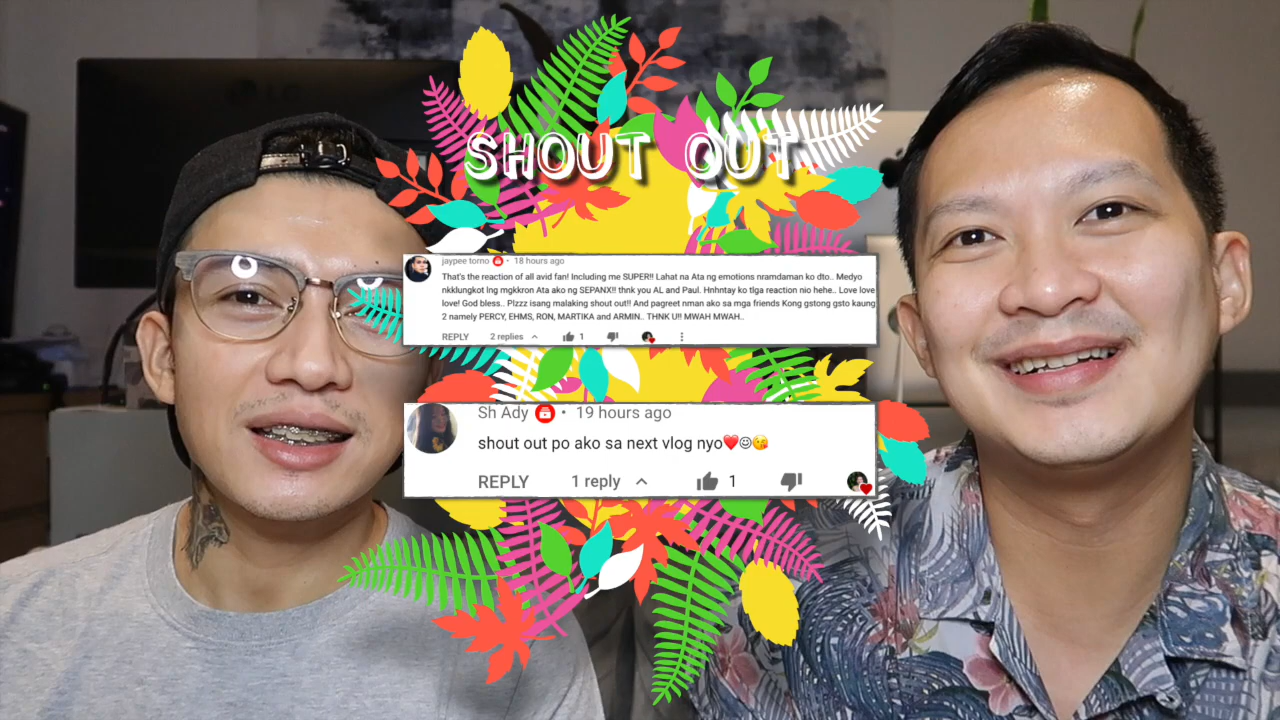 SHOUT OUT
jaypee torno • 18 hours ago
That's the reaction of all avid fan! Including me SUPER!! Lahat na Ata ng emotions nramdaman ko dto.. Medyo
nkklungkot lng mgkkron Ata ako ng SEPANX!! thnk you AL and Paul. Hnhntay ko tlga reaction nio hehe.. Love love
love! God bless.. Plzzz isang malaking shout out!! And pagreet nman ako sa mga friends Kong gstong gsto kaung
2 namely PERCY, EHMS, RON, MARTIKA and ARMIN.. THNK U!! MWAH MWAH..
REPLY 2 replies 1
Sh Ady • 19 hours ago
shout out po ako sa next vlog nyo❤️☺😘
REPLY 1 reply 1